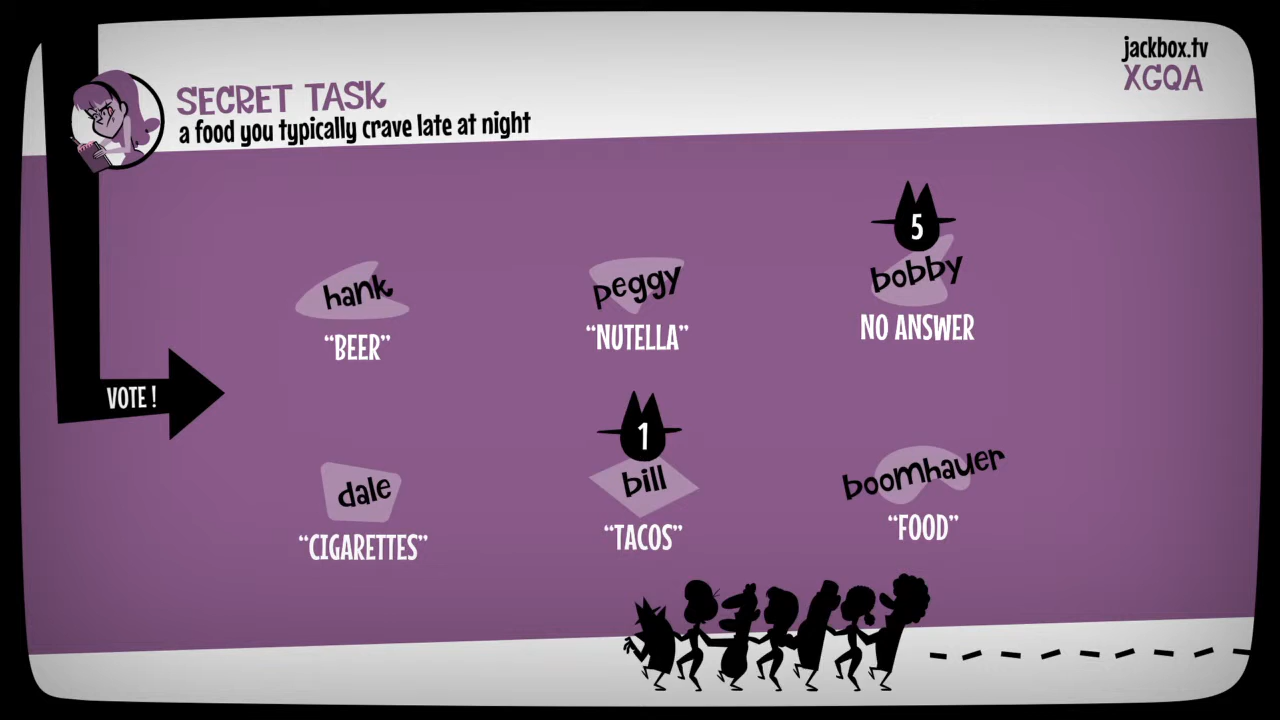 jackbox.tv
XGQA
SECRET TASK
a food you typically crave late at night
5
hank
peggy
bobby
"BEER"
"NUTELLA"
NO ANSWER
VOTE !
1
dale
bill
boomhauer
"CIGARETTES"
"TACOS"
"FOOD"